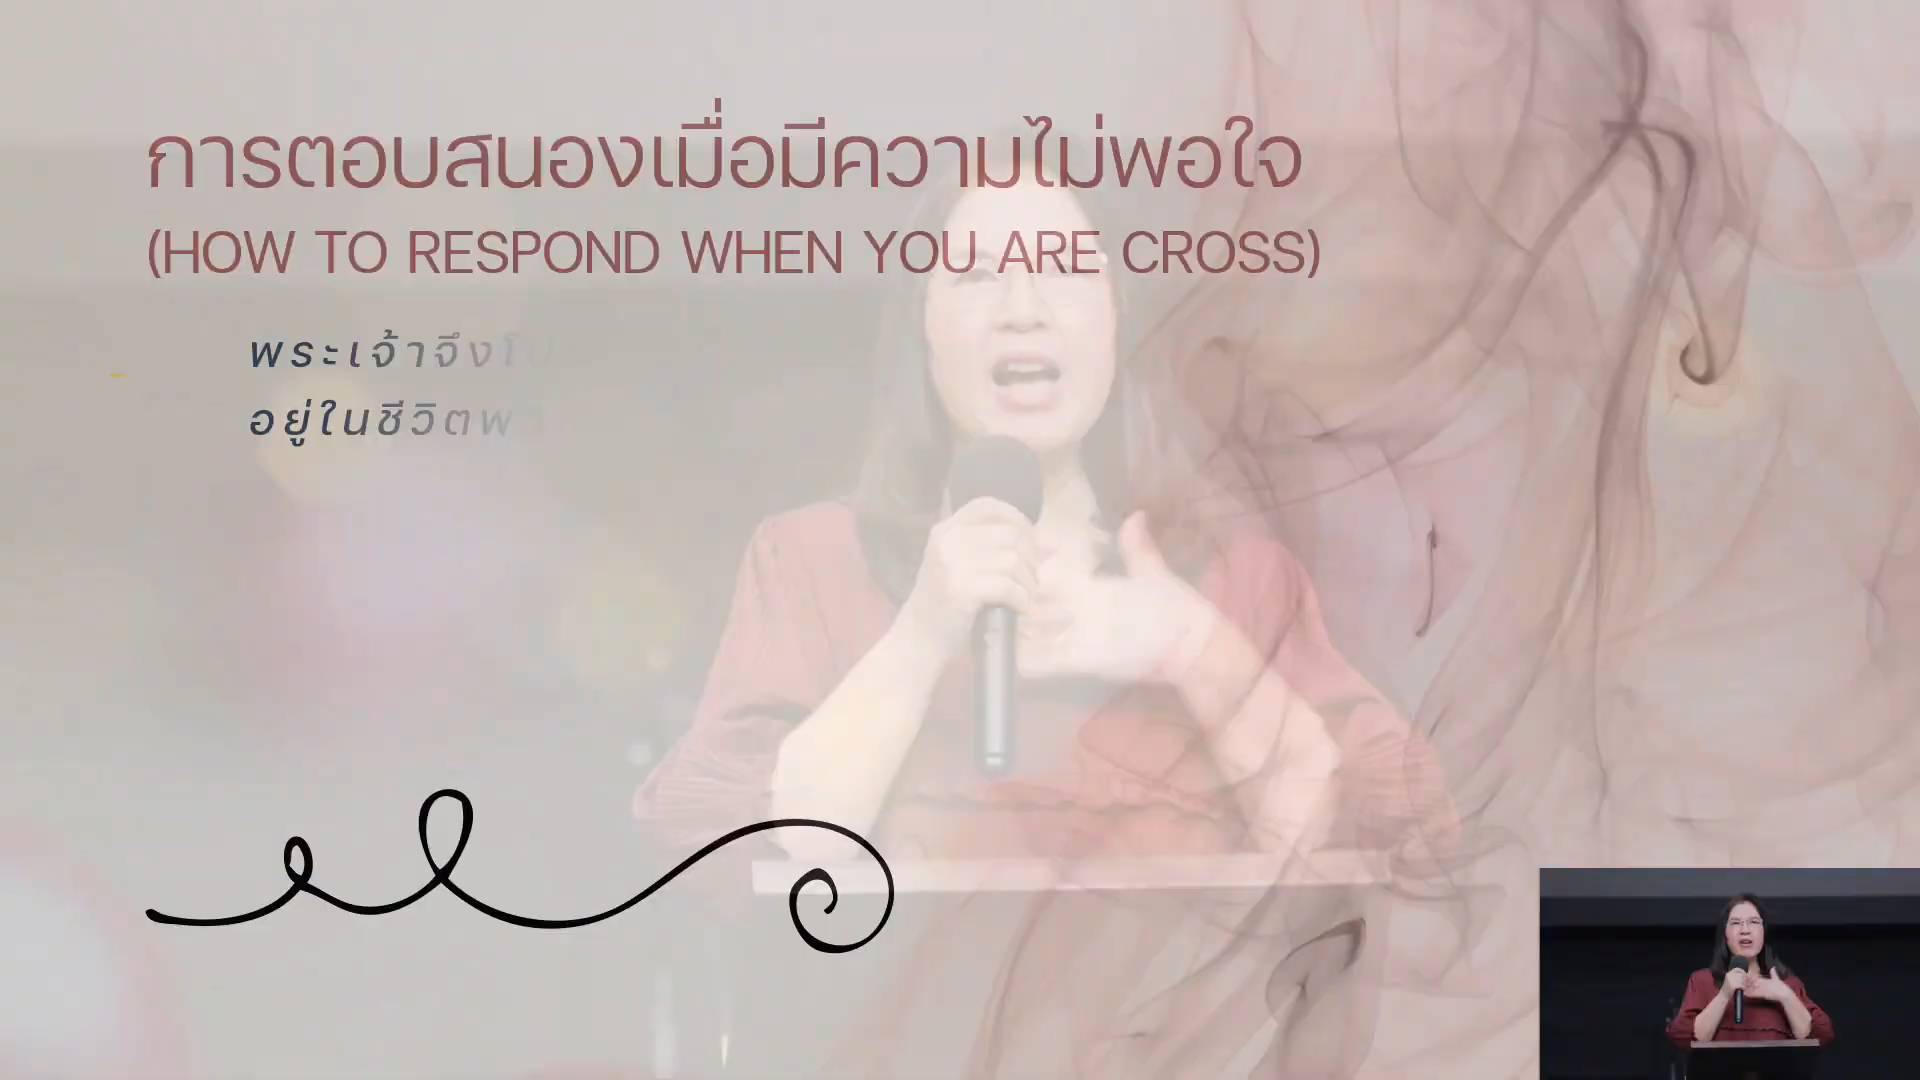 การตอบสนองเมื่อมีความไม่พอใจ
(HOW TO RESPOND WHEN YOU ARE CROSS)
พระเจ้าจึง
อยู่ในชีวิต